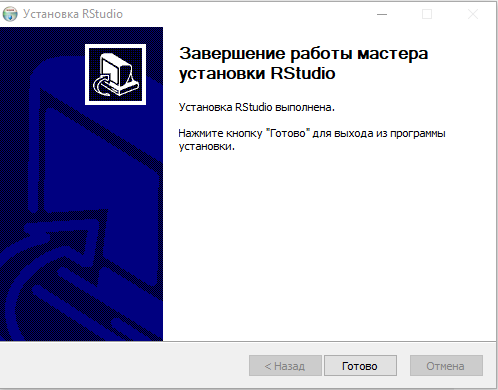 Установка RStudio
Завершение работы мастера
установки RStudio
Установка RStudio выполнена.
Нажмите кнопку "Готово" для выхода из программы
установки.
< Назад
Готово
Отмена